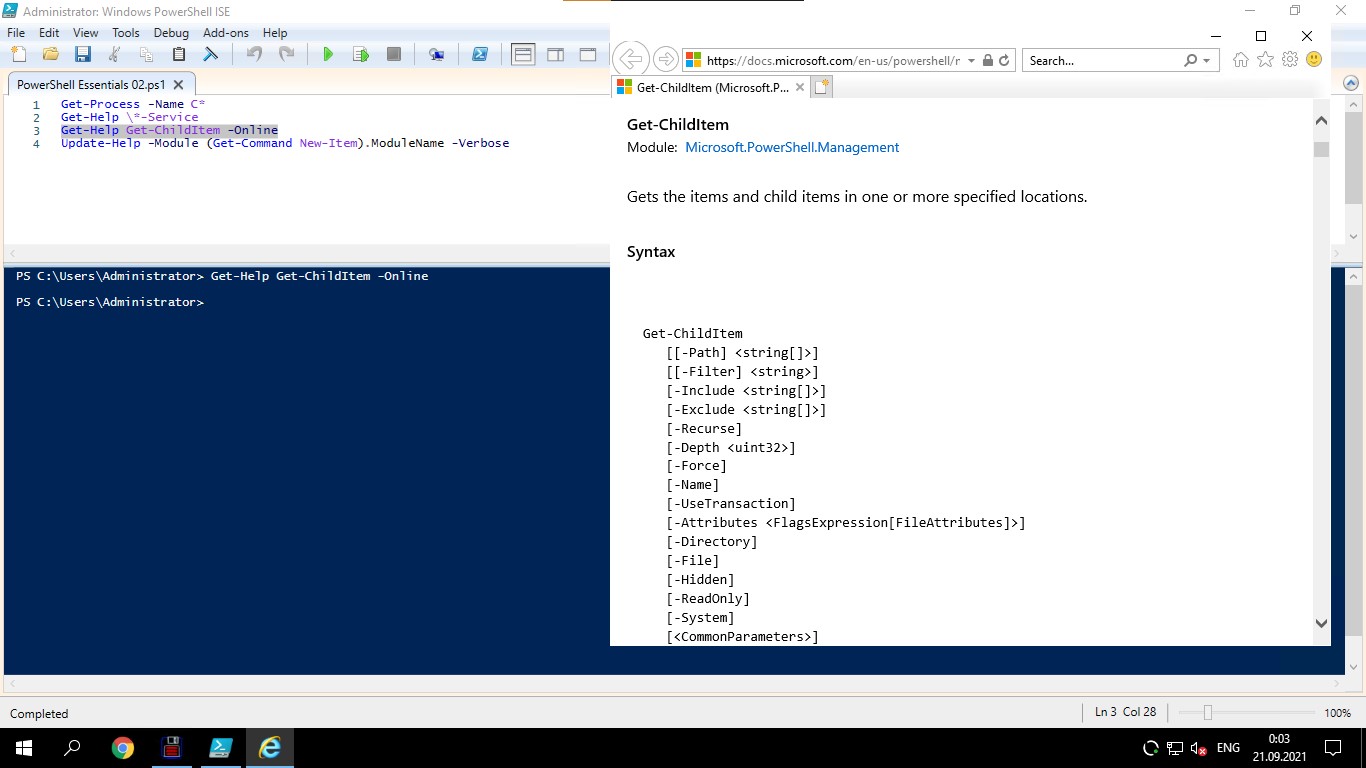 Administrator: Windows PowerShell ISE
File Edit View Tools Debug Add-ons Help
PowerShell Essentials 02.ps1
1 Get-Process -Name C*
2 Get-Help \*-Service
3 Get-Help Get-ChildItem -Online
4 Update-Help -Module (Get-Command New-Item).ModuleName -Verbose
PS C:\Users\Administrator> Get-Help Get-ChildItem -Online
PS C:\Users\Administrator>
https://docs.microsoft.com/en-us/powershell/r
Search...
Get-ChildItem (Microsoft.P...
Get-ChildItem
Module: Microsoft.PowerShell.Management
Gets the items and child items in one or more specified locations.
Syntax
Get-ChildItem
[[-Path] <string[]>]
[[-Filter] <string>]
[-Include <string[]>]
[-Exclude <string[]>]
[-Recurse]
[-Depth <uint32>]
[-Force]
[-Name]
[-UseTransaction]
[-Attributes <FlagsExpression[FileAttributes]>]
[-Directory]
[-File]
[-Hidden]
[-ReadOnly]
[-System]
[<CommonParameters>]
Completed
Ln 3 Col 28
100%
ENG
0:03
21.09.2021